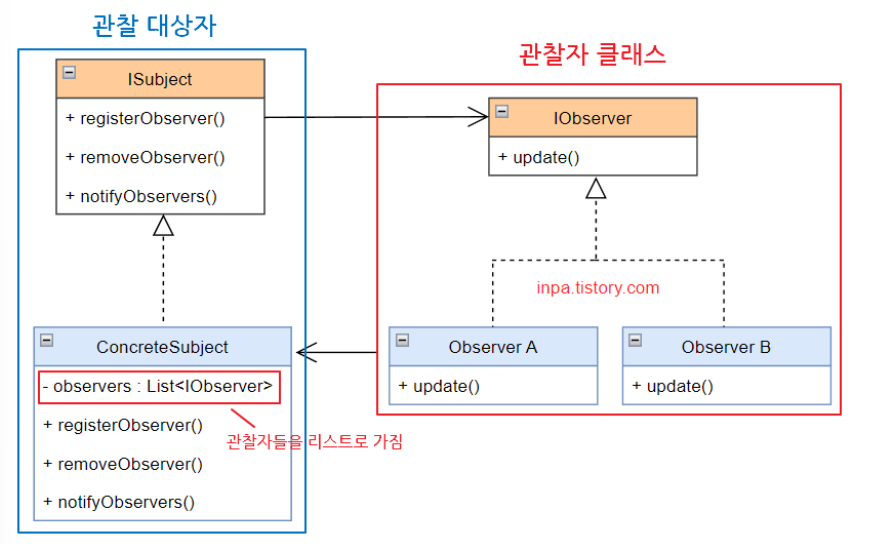 관찰 대상자
ISubject
+ registerObserver()
+ removeObserver()
+ notifyObservers()
관찰자 클래스
IObserver
+ update()
inpa.tistory.com
ConcreteSubject
- observers : List<IObserver>
+ registerObserver()
+ removeObserver()
+ notifyObservers()
관찰자들을 리스트로 가짐
Observer A
+ update()
Observer B
+ update()